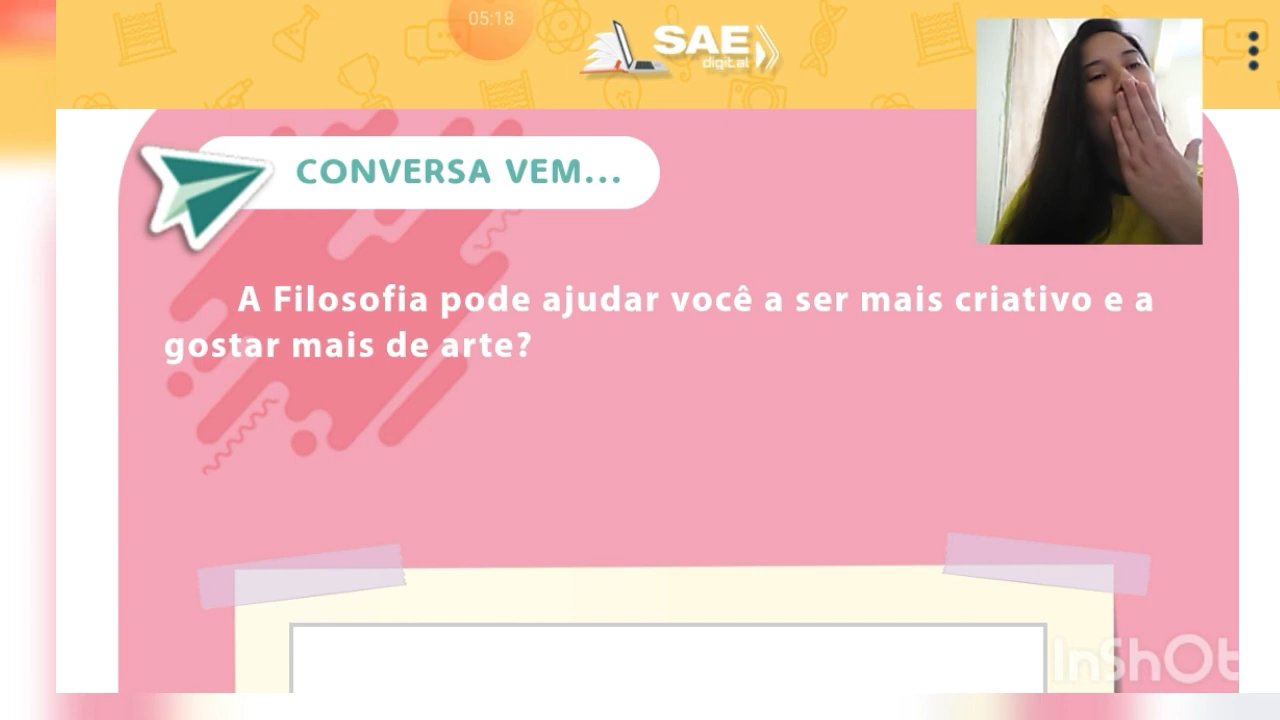 05:18
SAE
digital
CONVERSA VEM...
A Filosofia pode ajudar você a ser mais criativo e a
gostar mais de arte?
InShOt